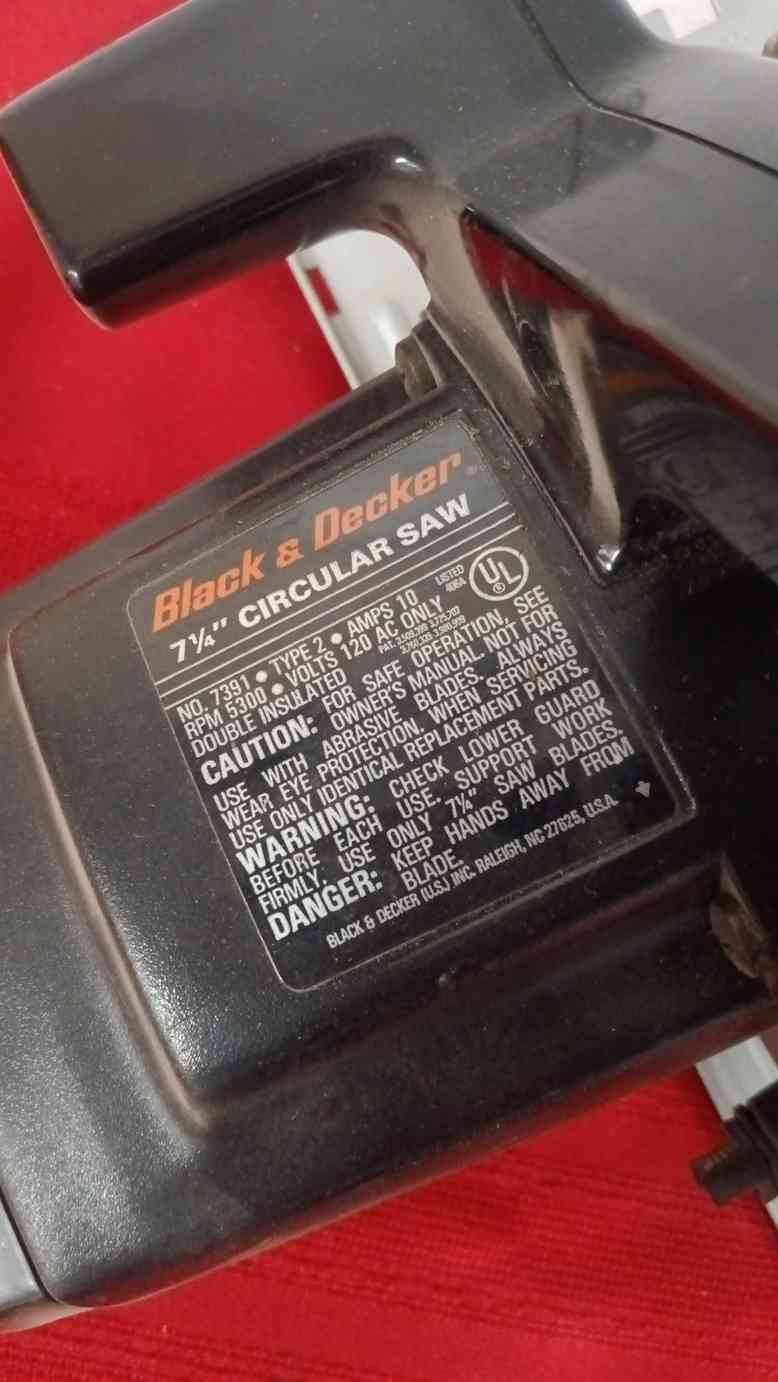 Black & Decker®
7¼" CIRCULAR SAW
NO. 7391 • TYPE 2 • AMPS 10
RPM 5300 • VOLTS 120 AC ONLY
DOUBLE INSULATED
LISTED
UL
®
CAUTION: FOR SAFE OPERATION, SEE
OWNER'S MANUAL. NOT FOR
USE WITH ABRASIVE BLADES. ALWAYS
WEAR EYE PROTECTION. WHEN SERVICING
USE ONLY IDENTICAL REPLACEMENT PARTS.
WARNING: CHECK LOWER GUARD
BEFORE EACH USE. SUPPORT WORK
FIRMLY. USE ONLY 7¼" SAW BLADES.
DANGER: KEEP HANDS AWAY FROM
BLADE.
BLACK & DECKER (U.S.) INC. RALEIGH, NC 27625, U.S.A.